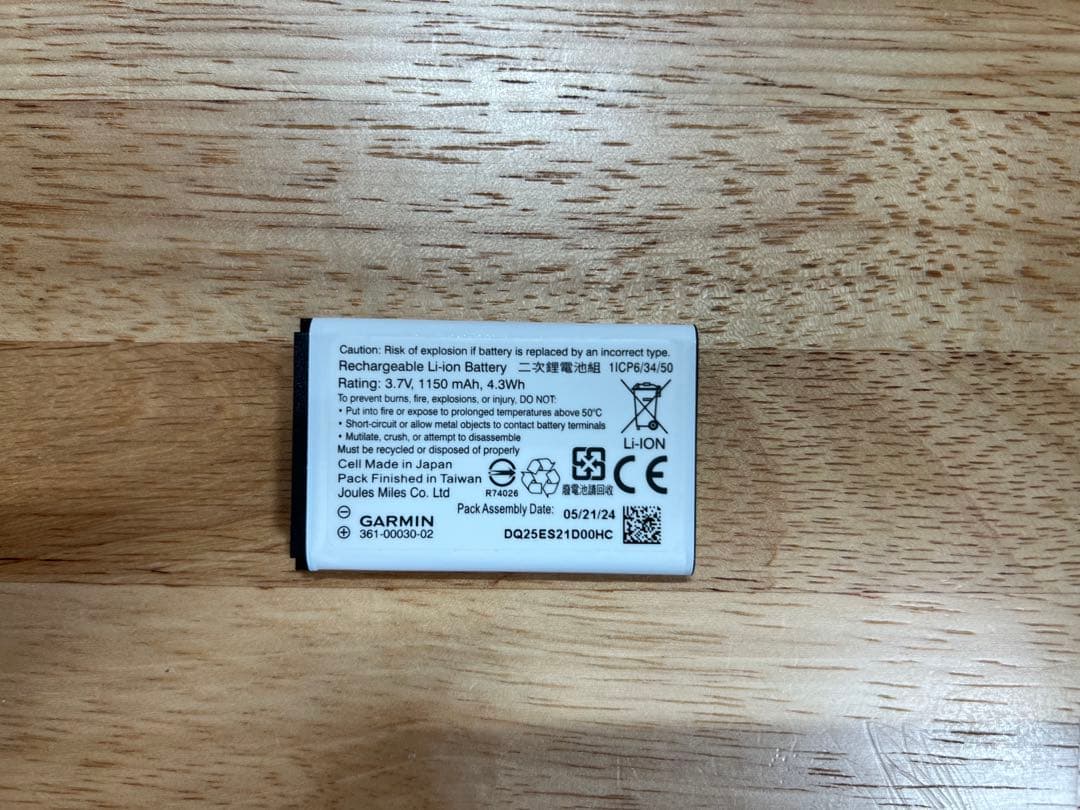 Caution: Risk of explosion if battery is replaced by an incorrect type.
Rechargeable Li-ion Battery 二次鋰電池組 1ICP6/34/50
Rating: 3.7V, 1150 mAh, 4.3Wh
To prevent burns, fire, explosions, or injury, DO NOT:
• Put into fire or expose to prolonged temperatures above 50°C
• Short-circuit or allow metal objects to contact battery terminals
• Mutilate, crush, or attempt to disassemble
Must be recycled or disposed of properly
Li-ION
Cell Made in Japan
Pack Finished in Taiwan
Joules Miles Co. Ltd
R74026
廢電池請回收
CE
Pack Assembly Date: 05/21/24
GARMIN
361-00030-02
DQ25ES21D00HC